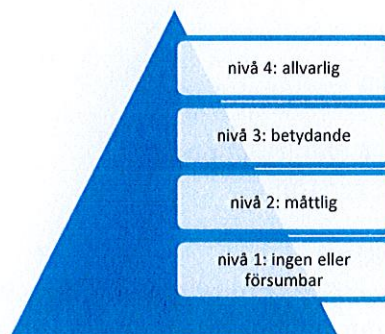 nivå 4: allvarlig
nivå 3: betydande
nivå 2: måttlig
nivå 1: ingen eller
försumbar